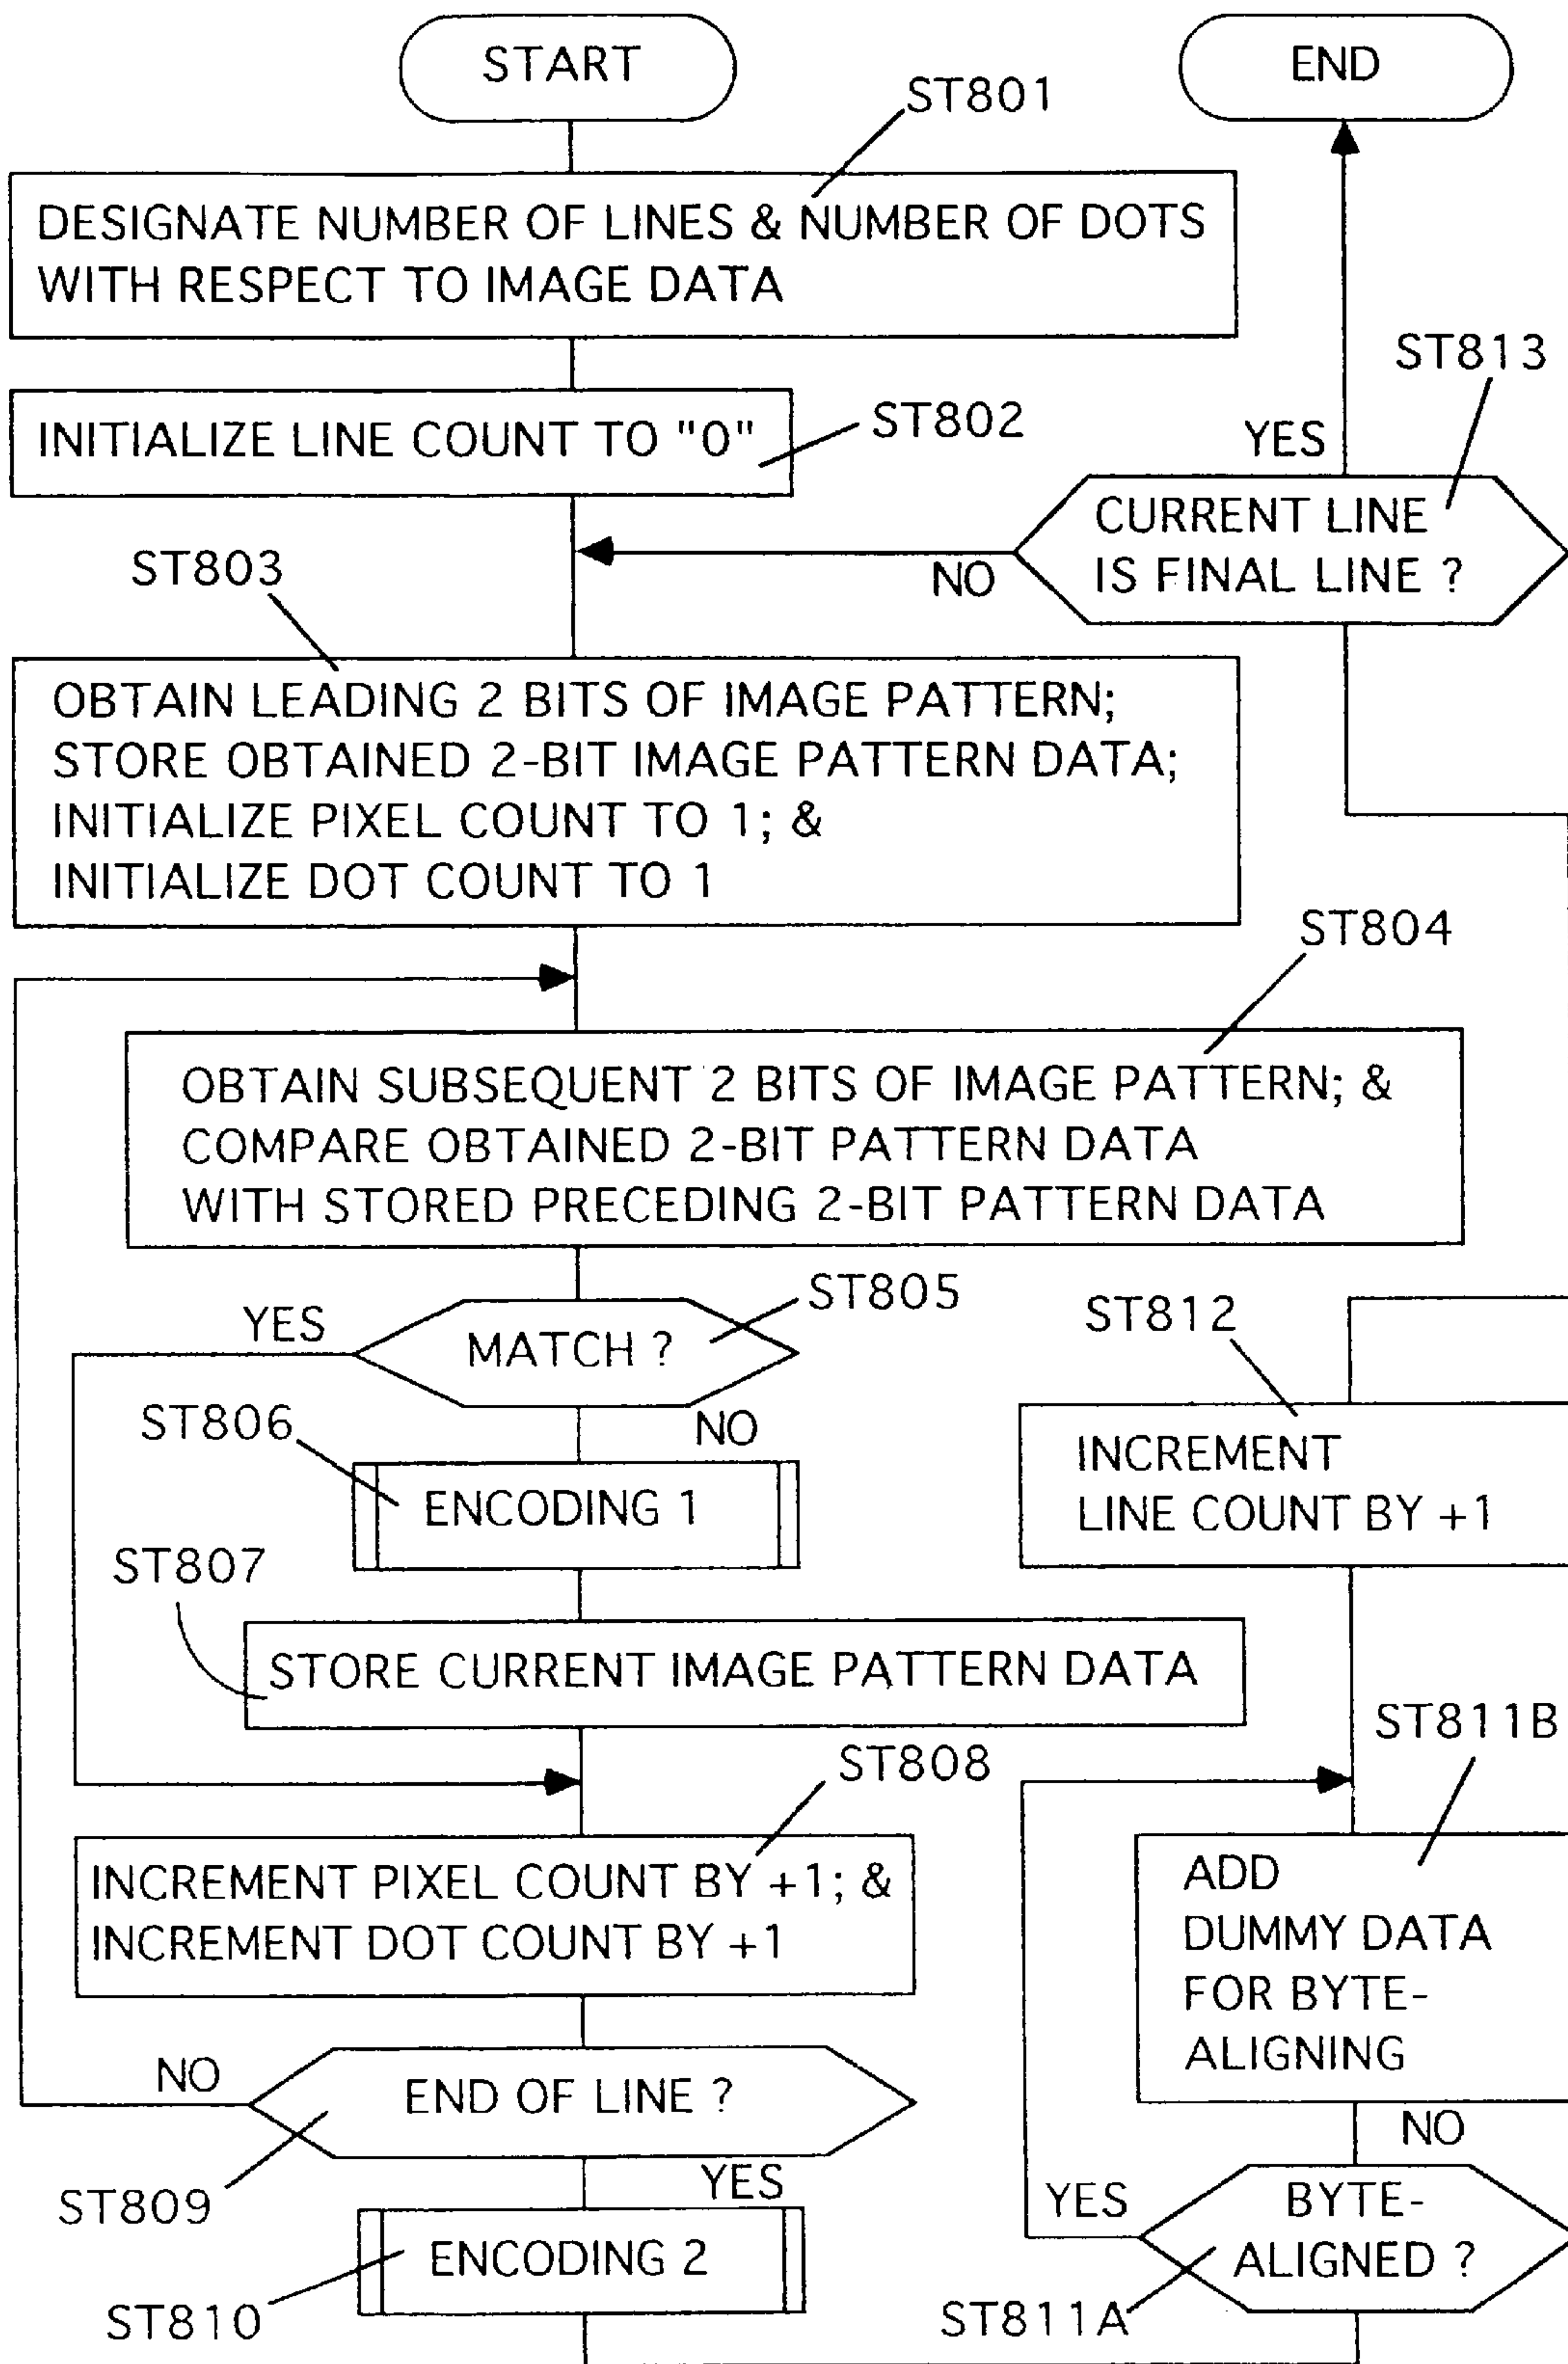 START
END
ST801
DESIGNATE NUMBER OF LINES & NUMBER OF DOTS
WITH RESPECT TO IMAGE DATA
ST813
INITIALIZE LINE COUNT TO "0"
ST802
YES
CURRENT LINE
IS FINAL LINE ?
NO
ST803
OBTAIN LEADING 2 BITS OF IMAGE PATTERN;
STORE OBTAINED 2-BIT IMAGE PATTERN DATA;
INITIALIZE PIXEL COUNT TO 1; &
INITIALIZE DOT COUNT TO 1
ST804
OBTAIN SUBSEQUENT 2 BITS OF IMAGE PATTERN; &
COMPARE OBTAINED 2-BIT PATTERN DATA
WITH STORED PRECEDING 2-BIT PATTERN DATA
ST805
YES
MATCH ?
NO
ST806
ENCODING 1
ST807
STORE CURRENT IMAGE PATTERN DATA
ST808
INCREMENT PIXEL COUNT BY +1; &
INCREMENT DOT COUNT BY +1
NO
END OF LINE ?
YES
ST809
ENCODING 2
ST810
ST812
INCREMENT
LINE COUNT BY +1
ST811B
ADD
DUMMY DATA
FOR BYTE-
ALIGNING
NO
YES
BYTE-
ALIGNED ?
ST811A